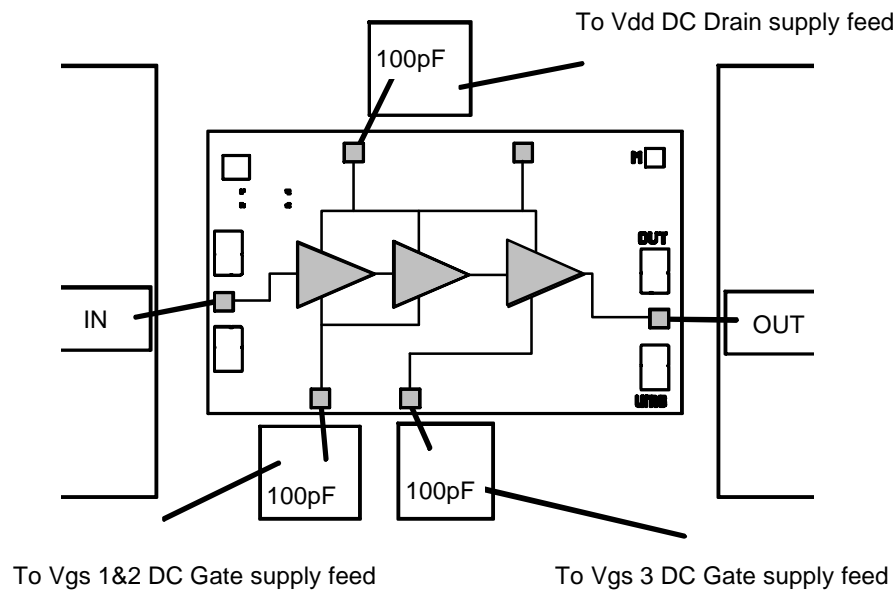 To Vdd DC Drain supply feed
100pF
M
OUT
IN
OUT
ums
100pF
100pF
To Vgs 1&2 DC Gate supply feed
To Vgs 3 DC Gate supply feed